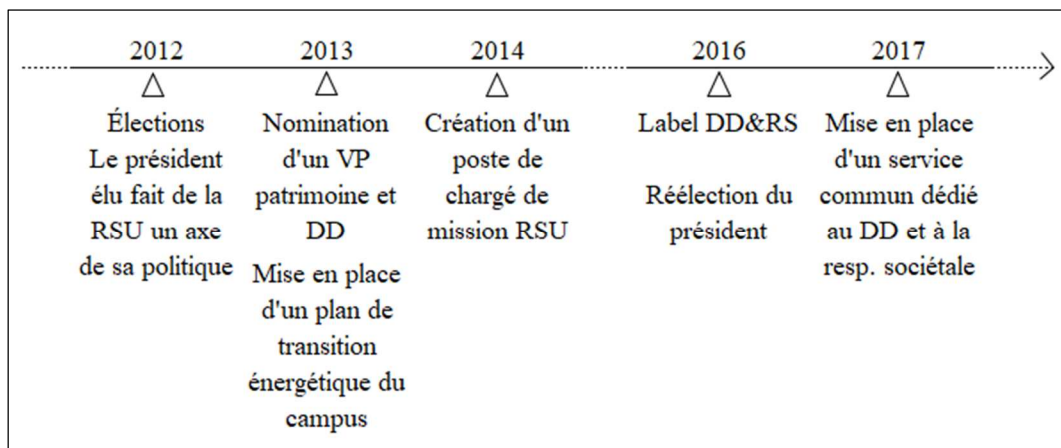 2012
2013
2014
2016
2017
Élections
Le président
élu fait de la
RSU un axe
de sa politique
Nomination
d'un VP
patrimoine et
DD
Mise en place
d'un plan de
transition
énergétique du
campus
Création d'un
poste de
chargé de
mission RSU
Label DD&RS
Réélection du
président
Mise en place
d'un service
commun dédié
au DD et à la
resp. sociétale